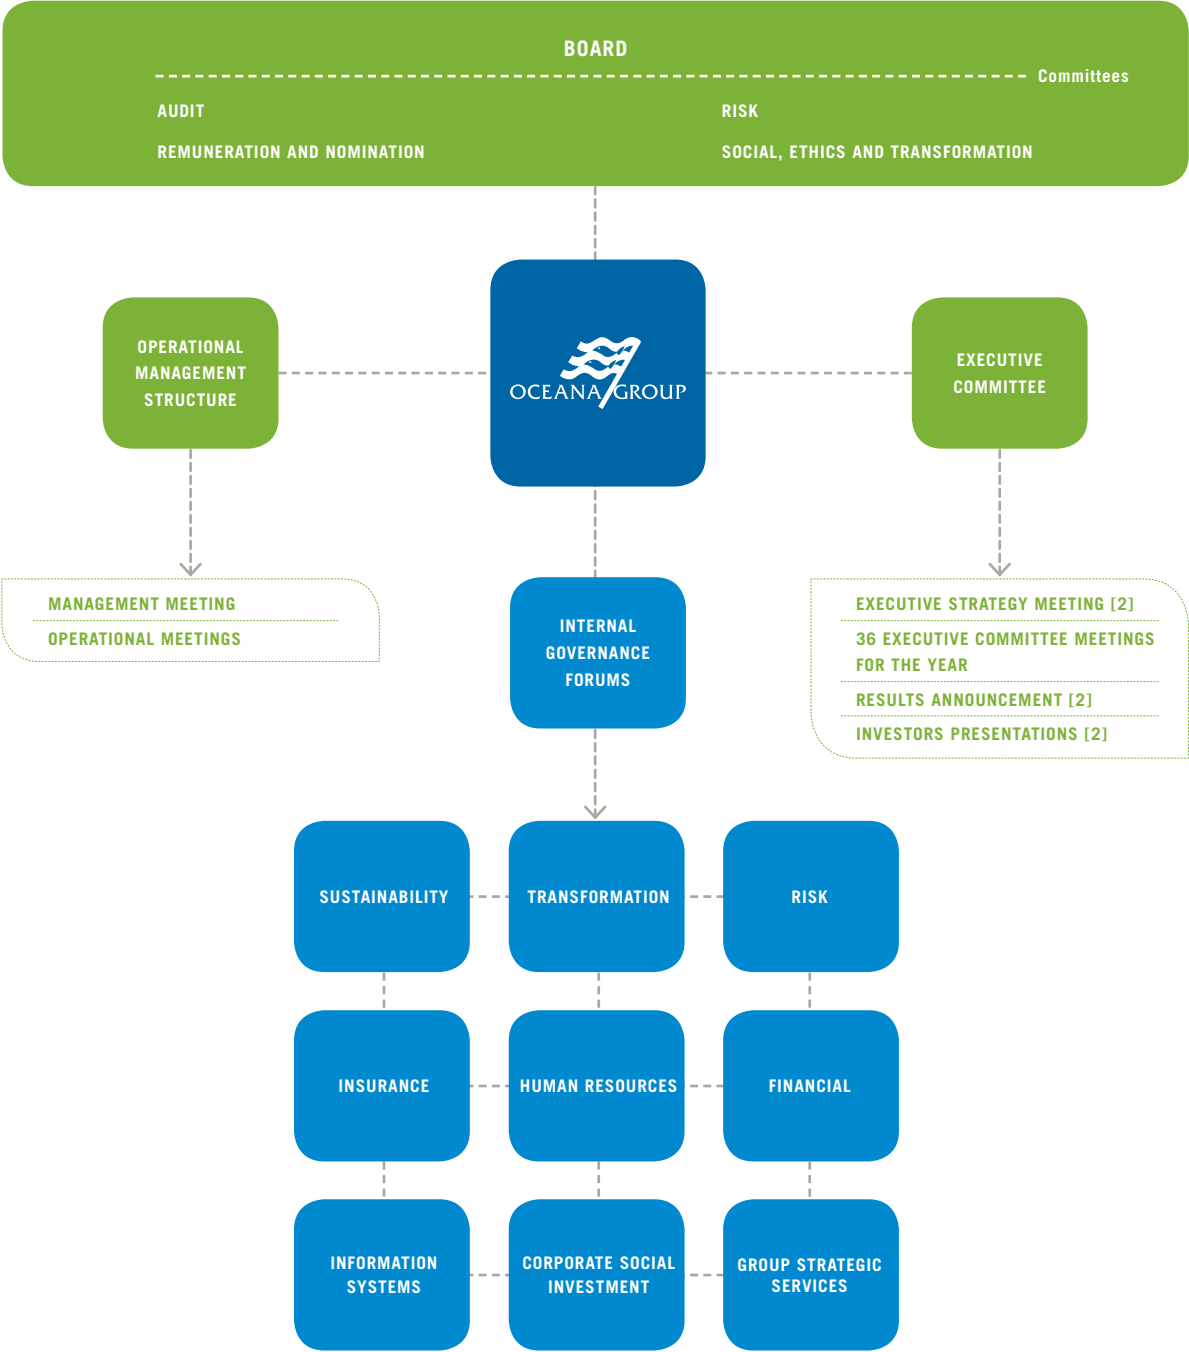 BOARD
Committees
AUDIT
RISK
REMUNERATION AND NOMINATION
SOCIAL, ETHICS AND TRANSFORMATION
OPERATIONAL
MANAGEMENT
STRUCTURE
OCEANA GROUP
EXECUTIVE
COMMITTEE
MANAGEMENT MEETING
OPERATIONAL MEETINGS
INTERNAL
GOVERNANCE
FORUMS
EXECUTIVE STRATEGY MEETING [2]
36 EXECUTIVE COMMITTEE MEETINGS
FOR THE YEAR
RESULTS ANNOUNCEMENT [2]
INVESTORS PRESENTATIONS [2]
SUSTAINABILITY
TRANSFORMATION
RISK
INSURANCE
HUMAN RESOURCES
FINANCIAL
INFORMATION
SYSTEMS
CORPORATE SOCIAL
INVESTMENT
GROUP STRATEGIC
SERVICES